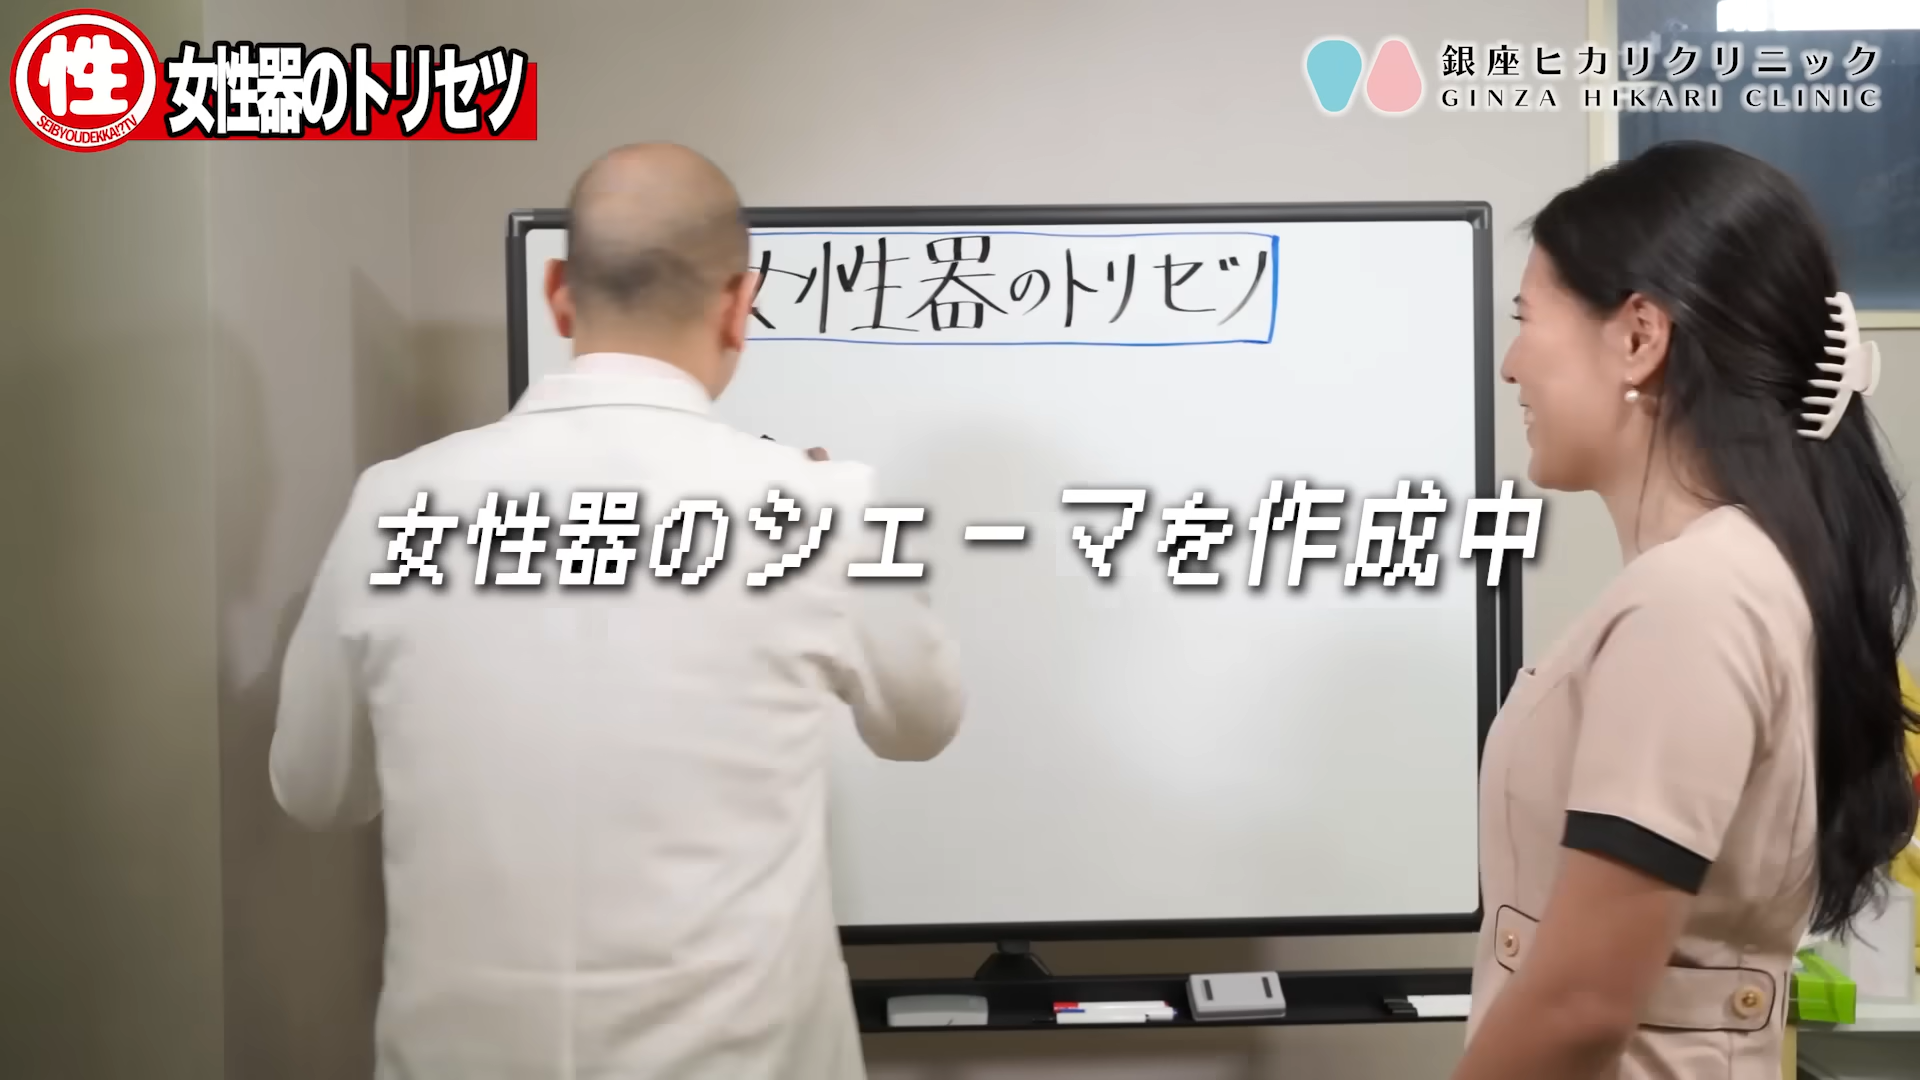 性
SEIBYOUDEKKA!?TV
女性器のトリセツ
銀座ヒカリクリニック
GINZA HIKARI CLINIC
女性器のトリセツ
女性器のシェーマを作成中